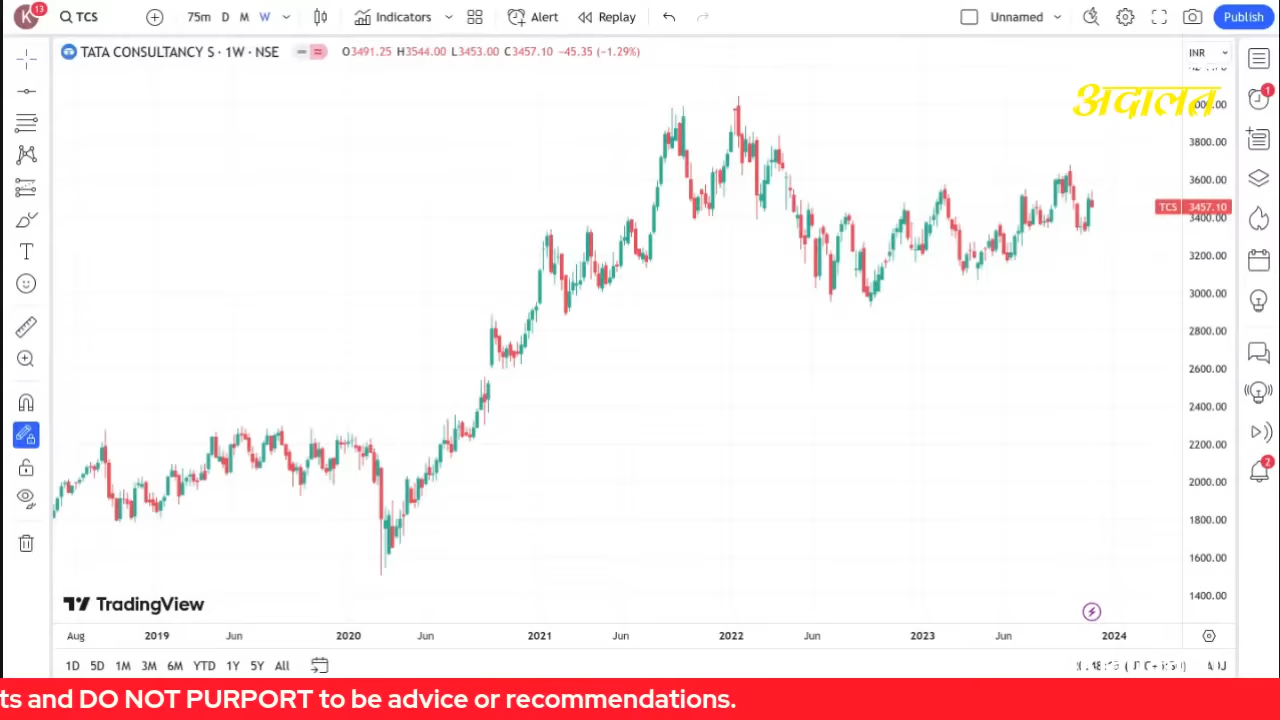 K 13 TCS 75m D M W Indicators Alert Replay Unnamed Publish
TATA CONSULTANCY S · 1W · NSE O3491.25 H3544.00 L3453.00 C3457.10 -45.35 (-1.29%) INR
अदालत
3800.00
3600.00
TCS 3457.10
3400.00
3200.00
3000.00
2800.00
2600.00
2400.00
2200.00
2000.00
1800.00
1600.00
1400.00
1
2
TradingView
Aug 2019 Jun 2020 Jun 2021 Jun 2022 Jun 2023 Jun 2024
1D 5D 1M 3M 6M YTD 1Y 5Y All
ts and DO NOT PURPORT to be advice or recommendations.